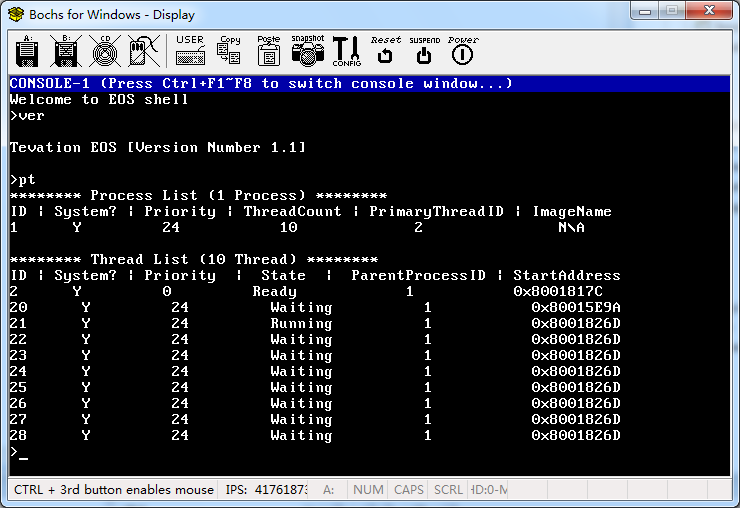 Bochs for Windows - Display
A: B: CD USER Copy Paste snapshot CONFIG Reset SUSPEND Power
CONSOLE-1 (Press Ctrl+F1~F8 to switch console window...)
Welcome to EOS shell
>ver
Tevation EOS [Version Number 1.1]
>pt
******** Process List (1 Process) ********
ID | System? | Priority | ThreadCount | PrimaryThreadID | ImageName
1 Y 24 10 2 N\A
******** Thread List (10 Thread) ********
ID | System? | Priority | State | ParentProcessID | StartAddress
2 Y 0 Ready 1 0x8001817C
20 Y 24 Waiting 1 0x80015E9A
21 Y 24 Running 1 0x8001826D
22 Y 24 Waiting 1 0x8001826D
23 Y 24 Waiting 1 0x8001826D
24 Y 24 Waiting 1 0x8001826D
25 Y 24 Waiting 1 0x8001826D
26 Y 24 Waiting 1 0x8001826D
27 Y 24 Waiting 1 0x8001826D
28 Y 24 Waiting 1 0x8001826D
>_
CTRL + 3rd button enables mouse IPS: 4176187 A: NUM CAPS SCRL HD:0-M